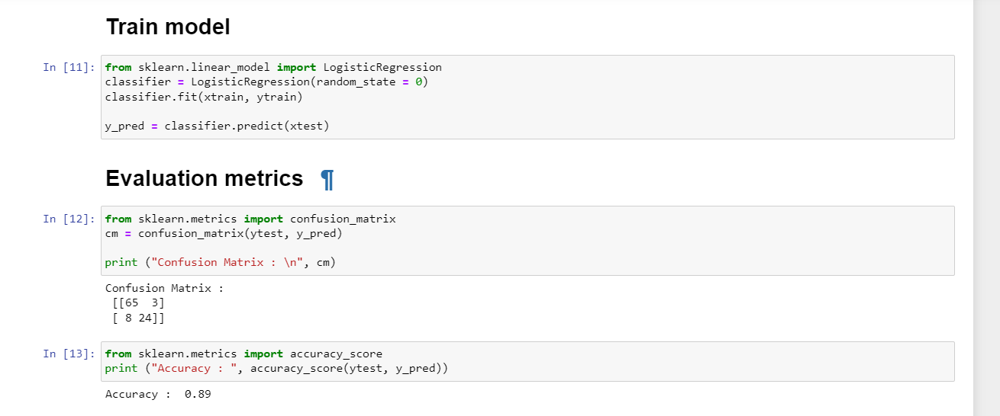 Train model
In [11]: from sklearn.linear_model import LogisticRegression
classifier = LogisticRegression(random_state = 0)
classifier.fit(xtrain, ytrain)
y_pred = classifier.predict(xtest)
Evaluation metrics ¶
In [12]: from sklearn.metrics import confusion_matrix
cm = confusion_matrix(ytest, y_pred)
print ("Confusion Matrix : \n", cm)
Confusion Matrix :
[[65  3]
[ 8 24]]
In [13]: from sklearn.metrics import accuracy_score
print ("Accuracy : ", accuracy_score(ytest, y_pred))
Accuracy :  0.89